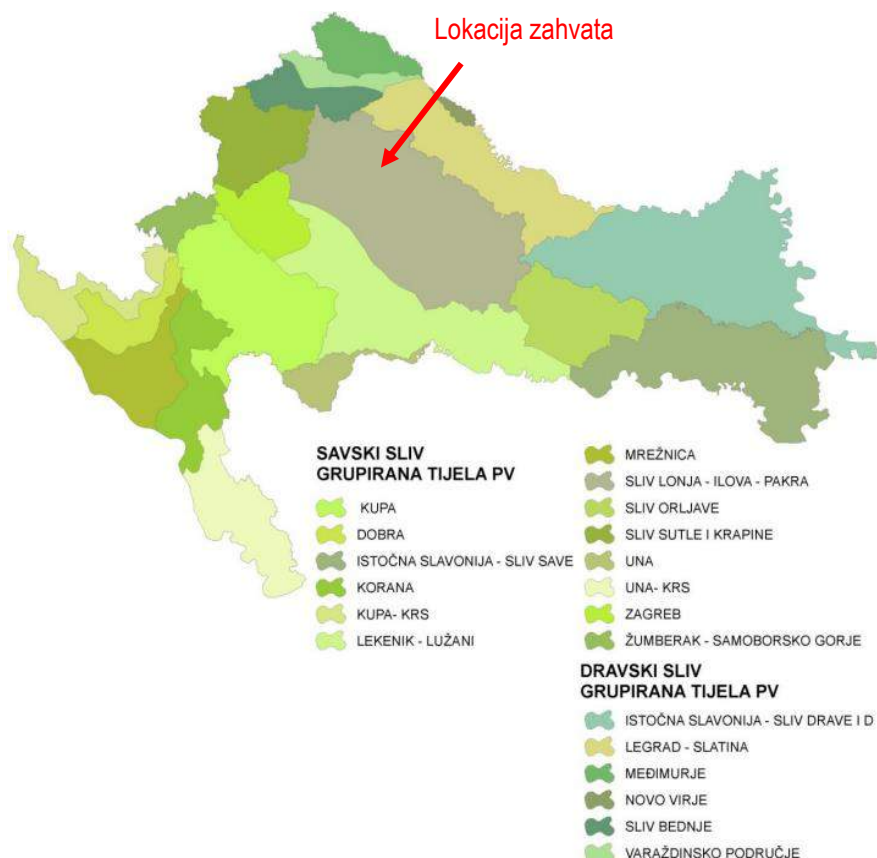 Lokacija zahvata
SAVSKI SLIV
GRUPIRANA TIJELA PV
KUPA
DOBRA
ISTOČNA SLAVONIJA - SLIV SAVE
KORANA
KUPA- KRS
LEKENIK - LUŽANI
MREŽNICA
SLIV LONJA - ILOVA - PAKRA
SLIV ORLJAVE
SLIV SUTLE I KRAPINE
UNA
UNA- KRS
ZAGREB
ŽUMBERAK - SAMOBORSKO GORJE
DRAVSKI SLIV
GRUPIRANA TIJELA PV
ISTOČNA SLAVONIJA - SLIV DRAVE I D
LEGRAD - SLATINA
MEĐIMURJE
NOVO VIRJE
SLIV BEDNJE
VARAŽDINSKO PODRUČJE